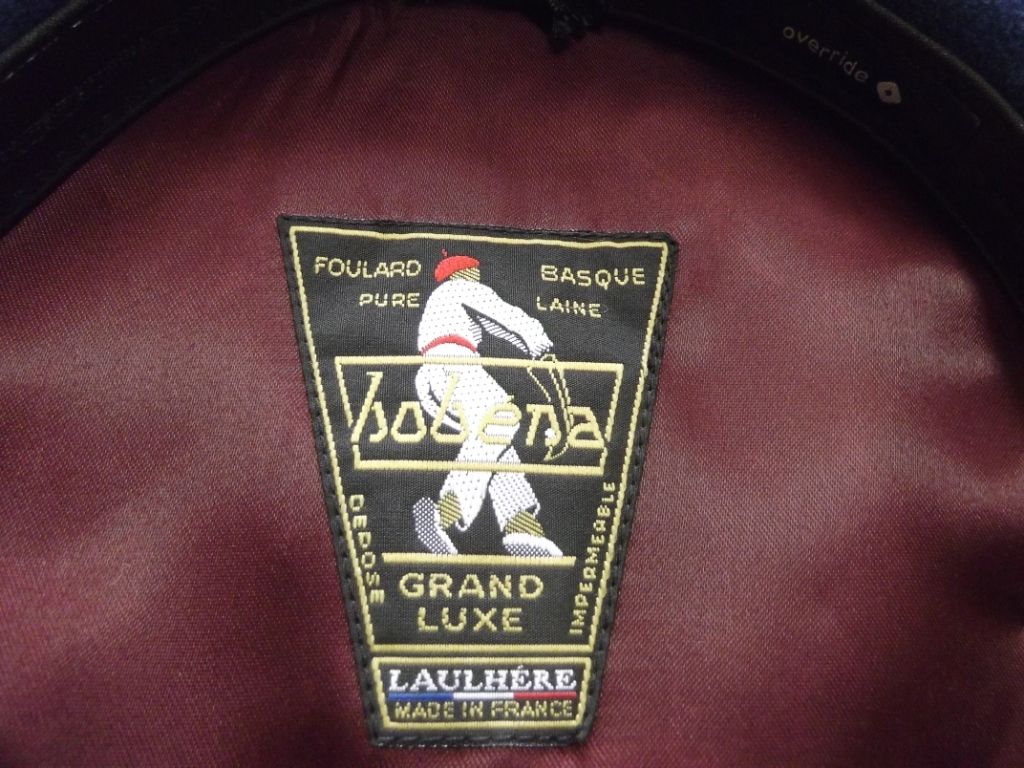 override
FOULARD BASQUE
PURE LAINE
hobena
DEPOSE
IMPERMEABLE
GRAND
LUXE
LAULHÉRE
MADE IN FRANCE